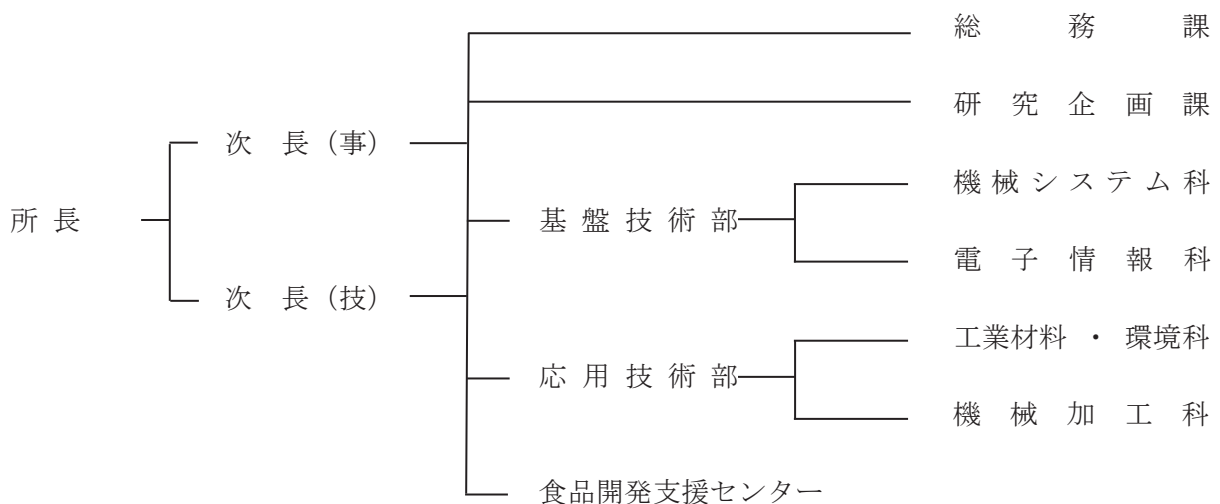 総務課
研究企画課
次長（事）
機械システム科
所長
基盤技術部
電子情報科
次長（技）
工業材料・環境科
応用技術部
機械加工科
食品開発支援センター